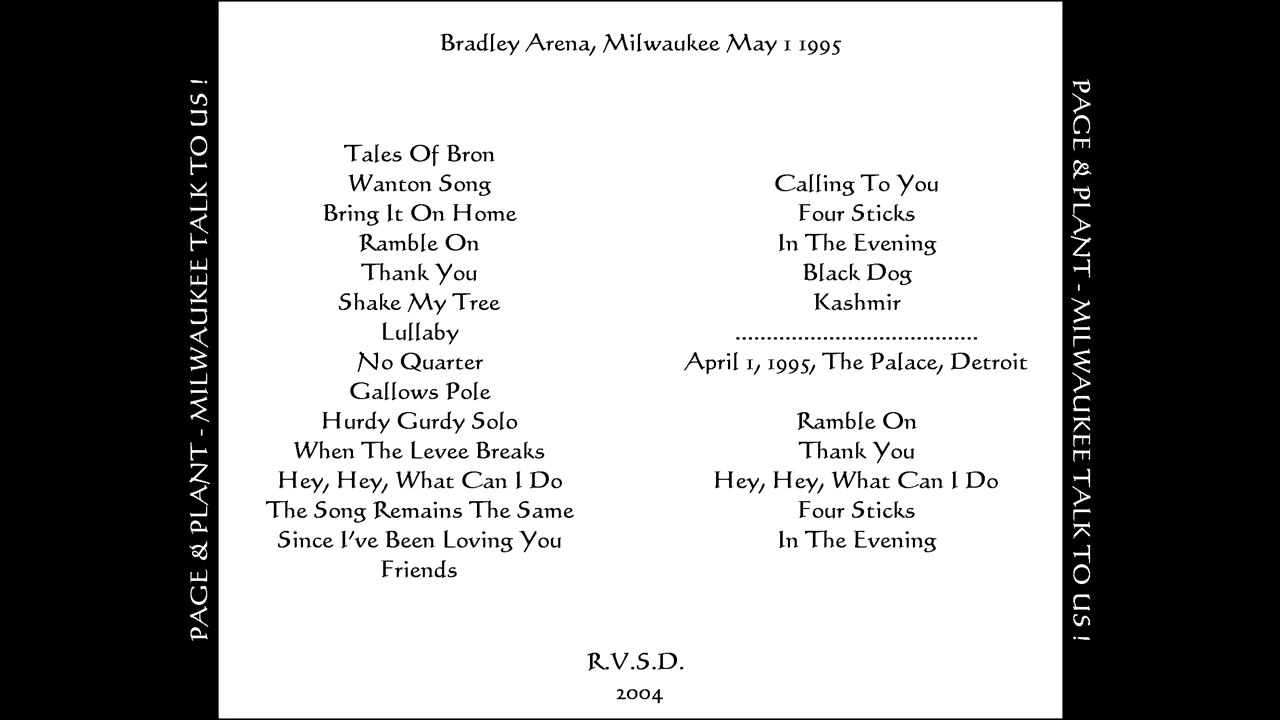 Bradley Arena, Milwaukee May 1 1995
PAGE & PLANT - MILWAUKEE TALK TO US !
Tales Of Bron
Wanton Song
Bring It On Home
Ramble On
Thank You
Shake My Tree
Lullaby
No Quarter
Gallows Pole
Hurdy Gurdy Solo
When The Levee Breaks
Hey, Hey, What Can I Do
The Song Remains The Same
Since I've Been Loving You
Friends
Calling To You
Four Sticks
In The Evening
Black Dog
Kashmir
.......................................
April 1, 1995, The Palace, Detroit
Ramble On
Thank You
Hey, Hey, What Can I Do
Four Sticks
In The Evening
R.V.S.D.
2004
PAGE & PLANT - MILWAUKEE TALK TO US !